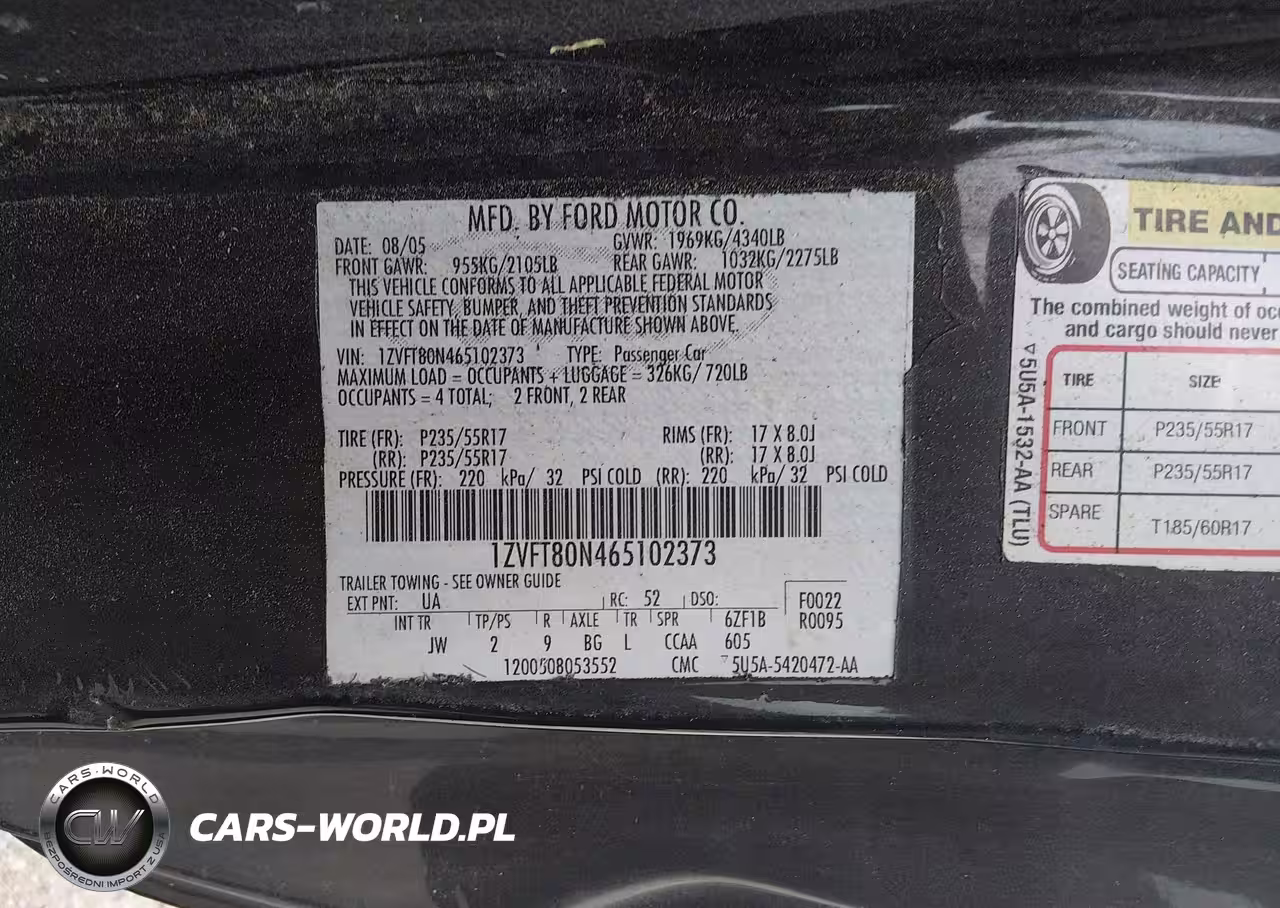 MFD. BY FORD MOTOR CO.
DATE: 08/05 GVWR: 1969KG/4340LB
FRONT GAWR: 955KG/2105LB REAR GAWR: 1032KG/2275LB
THIS VEHICLE CONFORMS TO ALL APPLICABLE FEDERAL MOTOR
VEHICLE SAFETY, BUMPER, AND THEFT PREVENTION STANDARDS
IN EFFECT ON THE DATE OF MANUFACTURE SHOWN ABOVE.
VIN: 1ZVFT80N465102373 TYPE: Passenger Car
MAXIMUM LOAD = OCCUPANTS + LUGGAGE = 326KG/ 720LB
OCCUPANTS = 4 TOTAL; 2 FRONT, 2 REAR
TIRE (FR): P235/55R17 RIMS (FR): 17 X 8.0J
(RR): P235/55R17 (RR): 17 X 8.0J
PRESSURE (FR): 220 kPa/ 32 PSI COLD (RR): 220 kPa/ 32 PSI COLD
1ZVFT80N465102373
TRAILER TOWING - SEE OWNER GUIDE
EXT PNT: UA RC: 52 DSO: F0022
INT TR TP/PS R AXLE TR SPR 6ZF1B R0095
JW 2 9 BG L CCAA 605
1200508053552 CMC ▽5U5A-5420472-AA
TIRE AND
SEATING CAPACITY
The combined weight of occ
and cargo should never
TIRE SIZE
FRONT P235/55R17
REAR P235/55R17
SPARE T185/60R17
▽5U5A-1532-AA (TLU)
CARS-WORLD
CW
BEZPOŚREDNI IMPORT Z USA
CARS-WORLD.PL